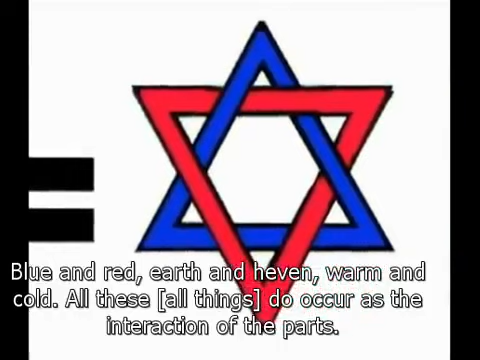 Blue and red, earth and heven, warm and
cold. All these [all things] do occur as the
interaction of the parts.